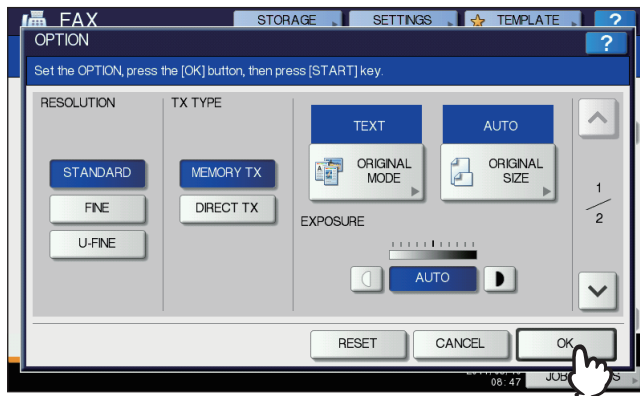 FAX STORAGE SETTINGS TEMPLATE ?
OPTION ?
Set the OPTION, press the [OK] button, then press [START] key.
RESOLUTION
STANDARD
FINE
U-FINE
TX TYPE
MEMORY TX
DIRECT TX
TEXT
ORIGINAL
MODE
AUTO
ORIGINAL
SIZE
EXPOSURE
AUTO
1
2
RESET CANCEL OK
08:47